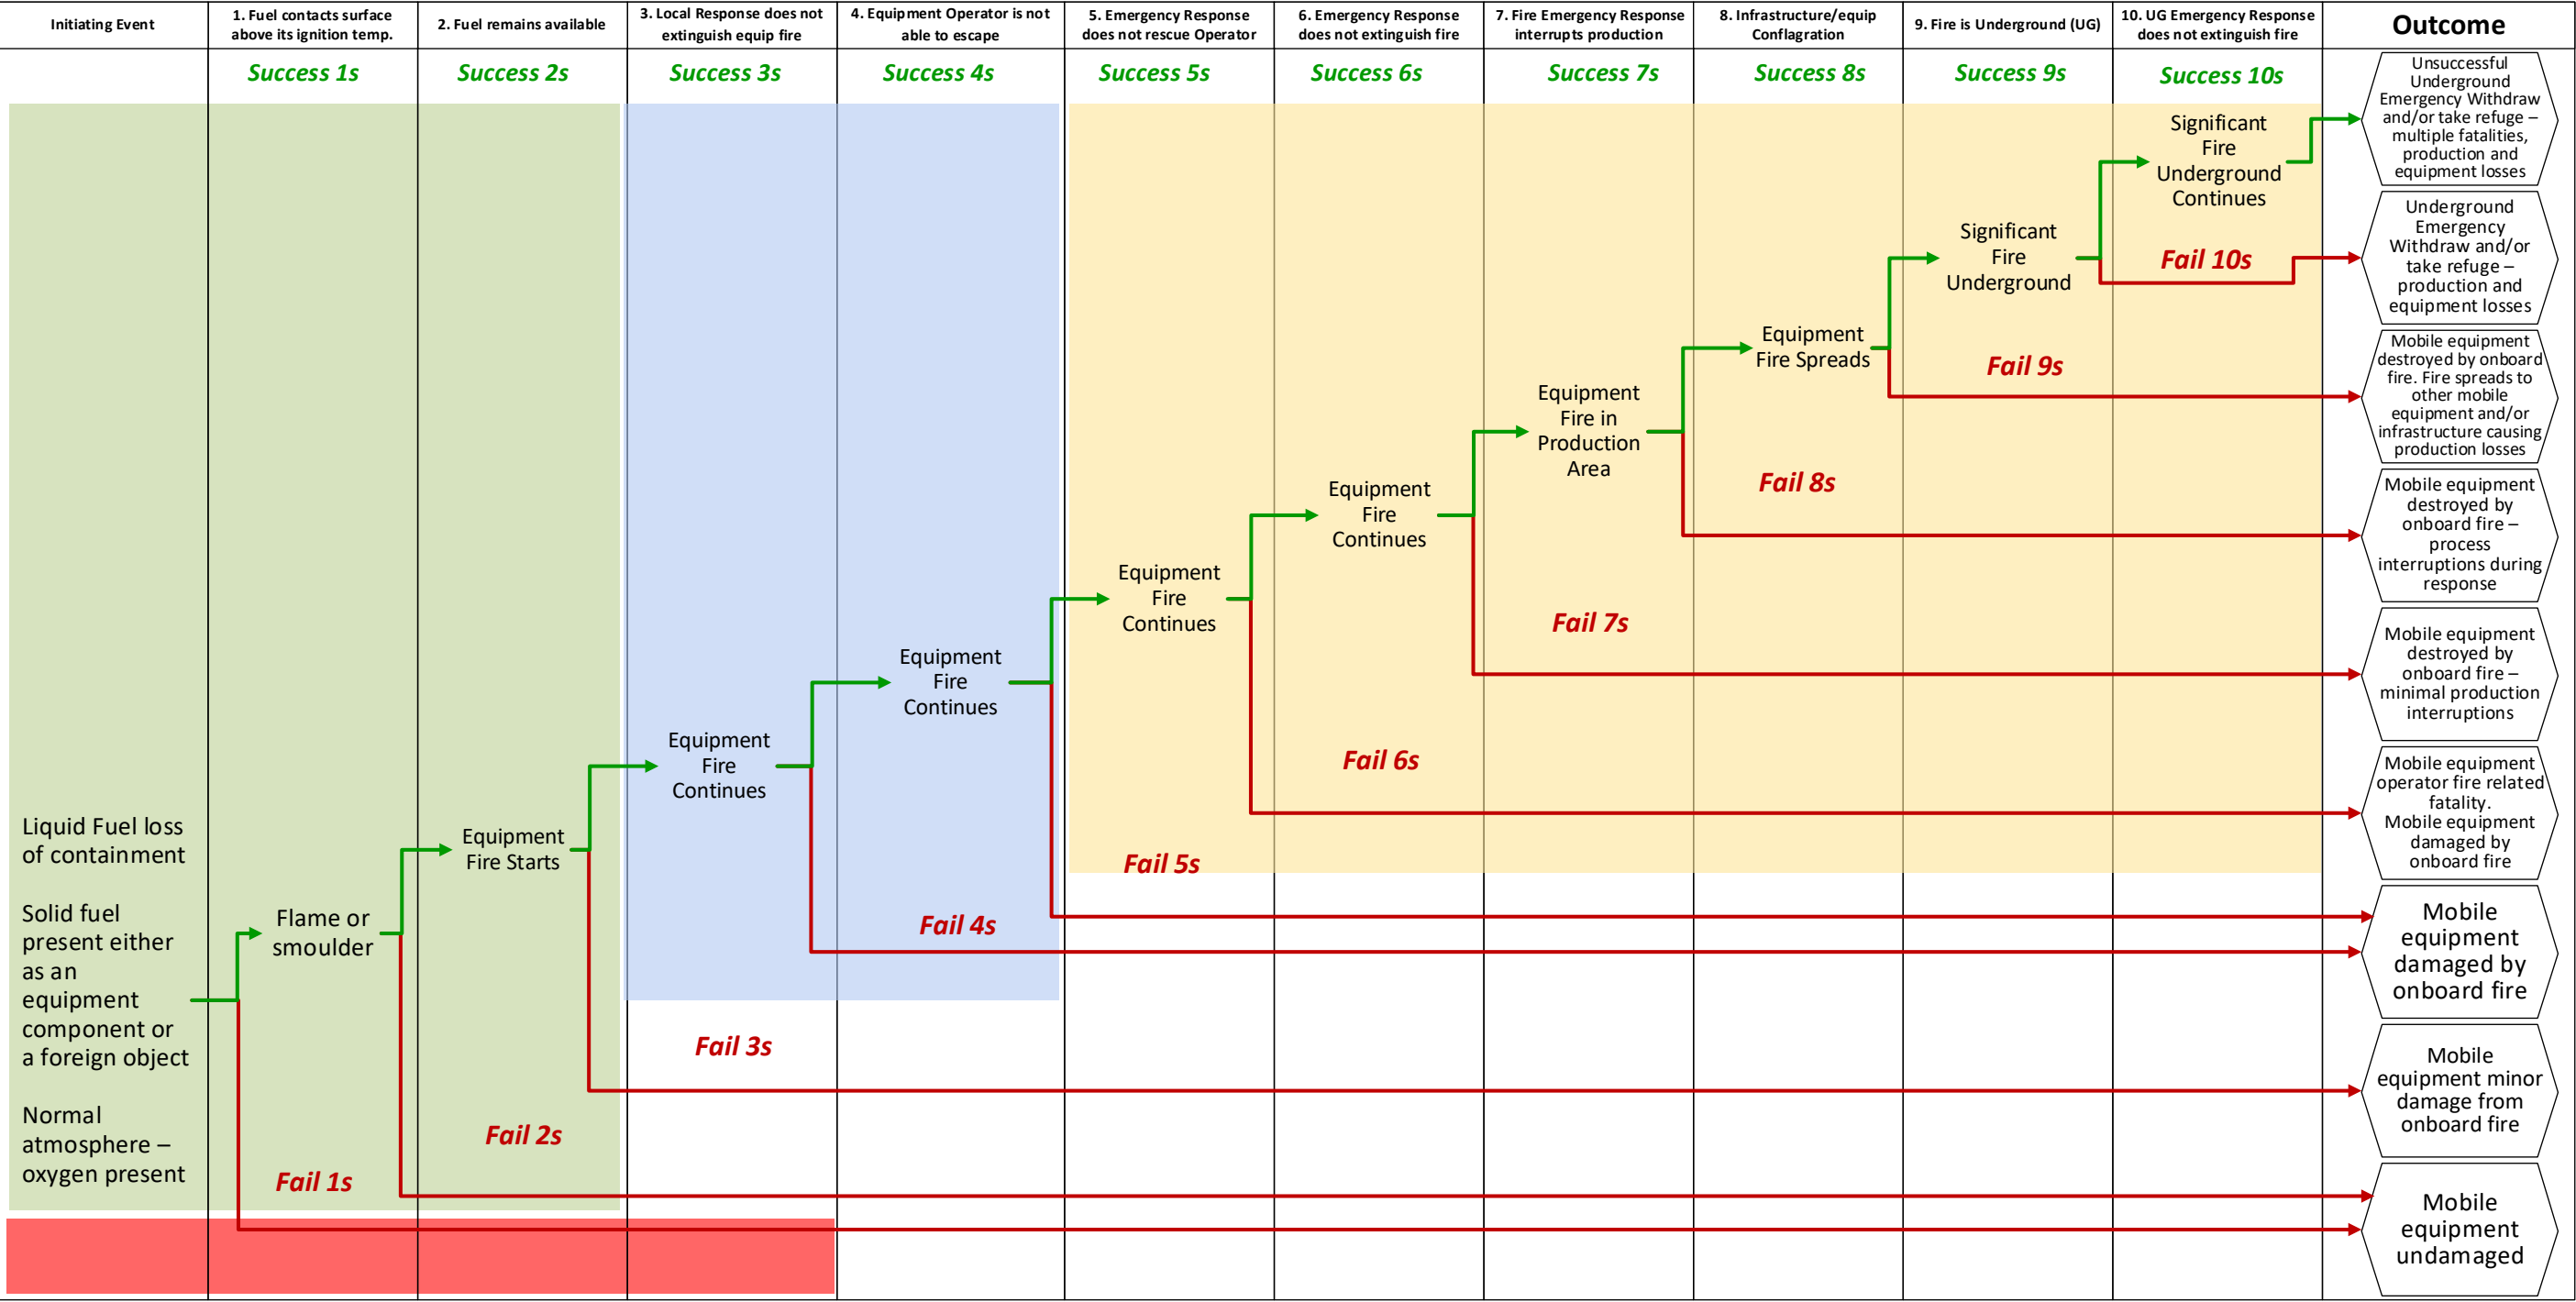 Initiating Event
1. Fuel contacts surface
above its ignition temp.
2. Fuel remains available
3. Local Response does not
extinguish equip fire
4. Equipment Operator is not
able to escape
5. Emergency Response
does not rescue Operator
6. Emergency Response
does not extinguish fire
7. Fire Emergency Response
interrupts production
8. Infrastructure/equip
Conflagration
9. Fire is Underground (UG)
10. UG Emergency Response
does not extinguish fire
Outcome
Success 1s
Success 2s
Success 3s
Success 4s
Success 5s
Success 6s
Success 7s
Success 8s
Success 9s
Success 10s
Liquid Fuel loss
of containment
Solid fuel
present either
as an
equipment
component or
a foreign object
Normal
atmosphere –
oxygen present
Flame or
smoulder
Fail 1s
Equipment
Fire Starts
Fail 2s
Equipment
Fire
Continues
Fail 3s
Equipment
Fire
Continues
Fail 4s
Equipment
Fire
Continues
Fail 5s
Equipment
Fire
Continues
Fail 6s
Equipment
Fire in
Production
Area
Fail 7s
Equipment
Fire Spreads
Fail 8s
Significant
Fire
Underground
Fail 9s
Significant
Fire
Underground
Continues
Fail 10s
Unsuccessful
Underground
Emergency Withdraw
and/or take refuge –
multiple fatalities,
production and
equipment losses
Underground
Emergency
Withdraw and/or
take refuge –
production and
equipment losses
Mobile equipment
destroyed by onboard
fire. Fire spreads to
other mobile
equipment and/or
infrastructure causing
production losses
Mobile equipment
destroyed by
onboard fire –
process
interruptions during
response
Mobile equipment
destroyed by
onboard fire –
minimal production
interruptions
Mobile equipment
operator fire related
fatality.
Mobile equipment
damaged by
onboard fire
Mobile
equipment
damaged by
onboard fire
Mobile
equipment minor
damage from
onboard fire
Mobile
equipment
undamaged